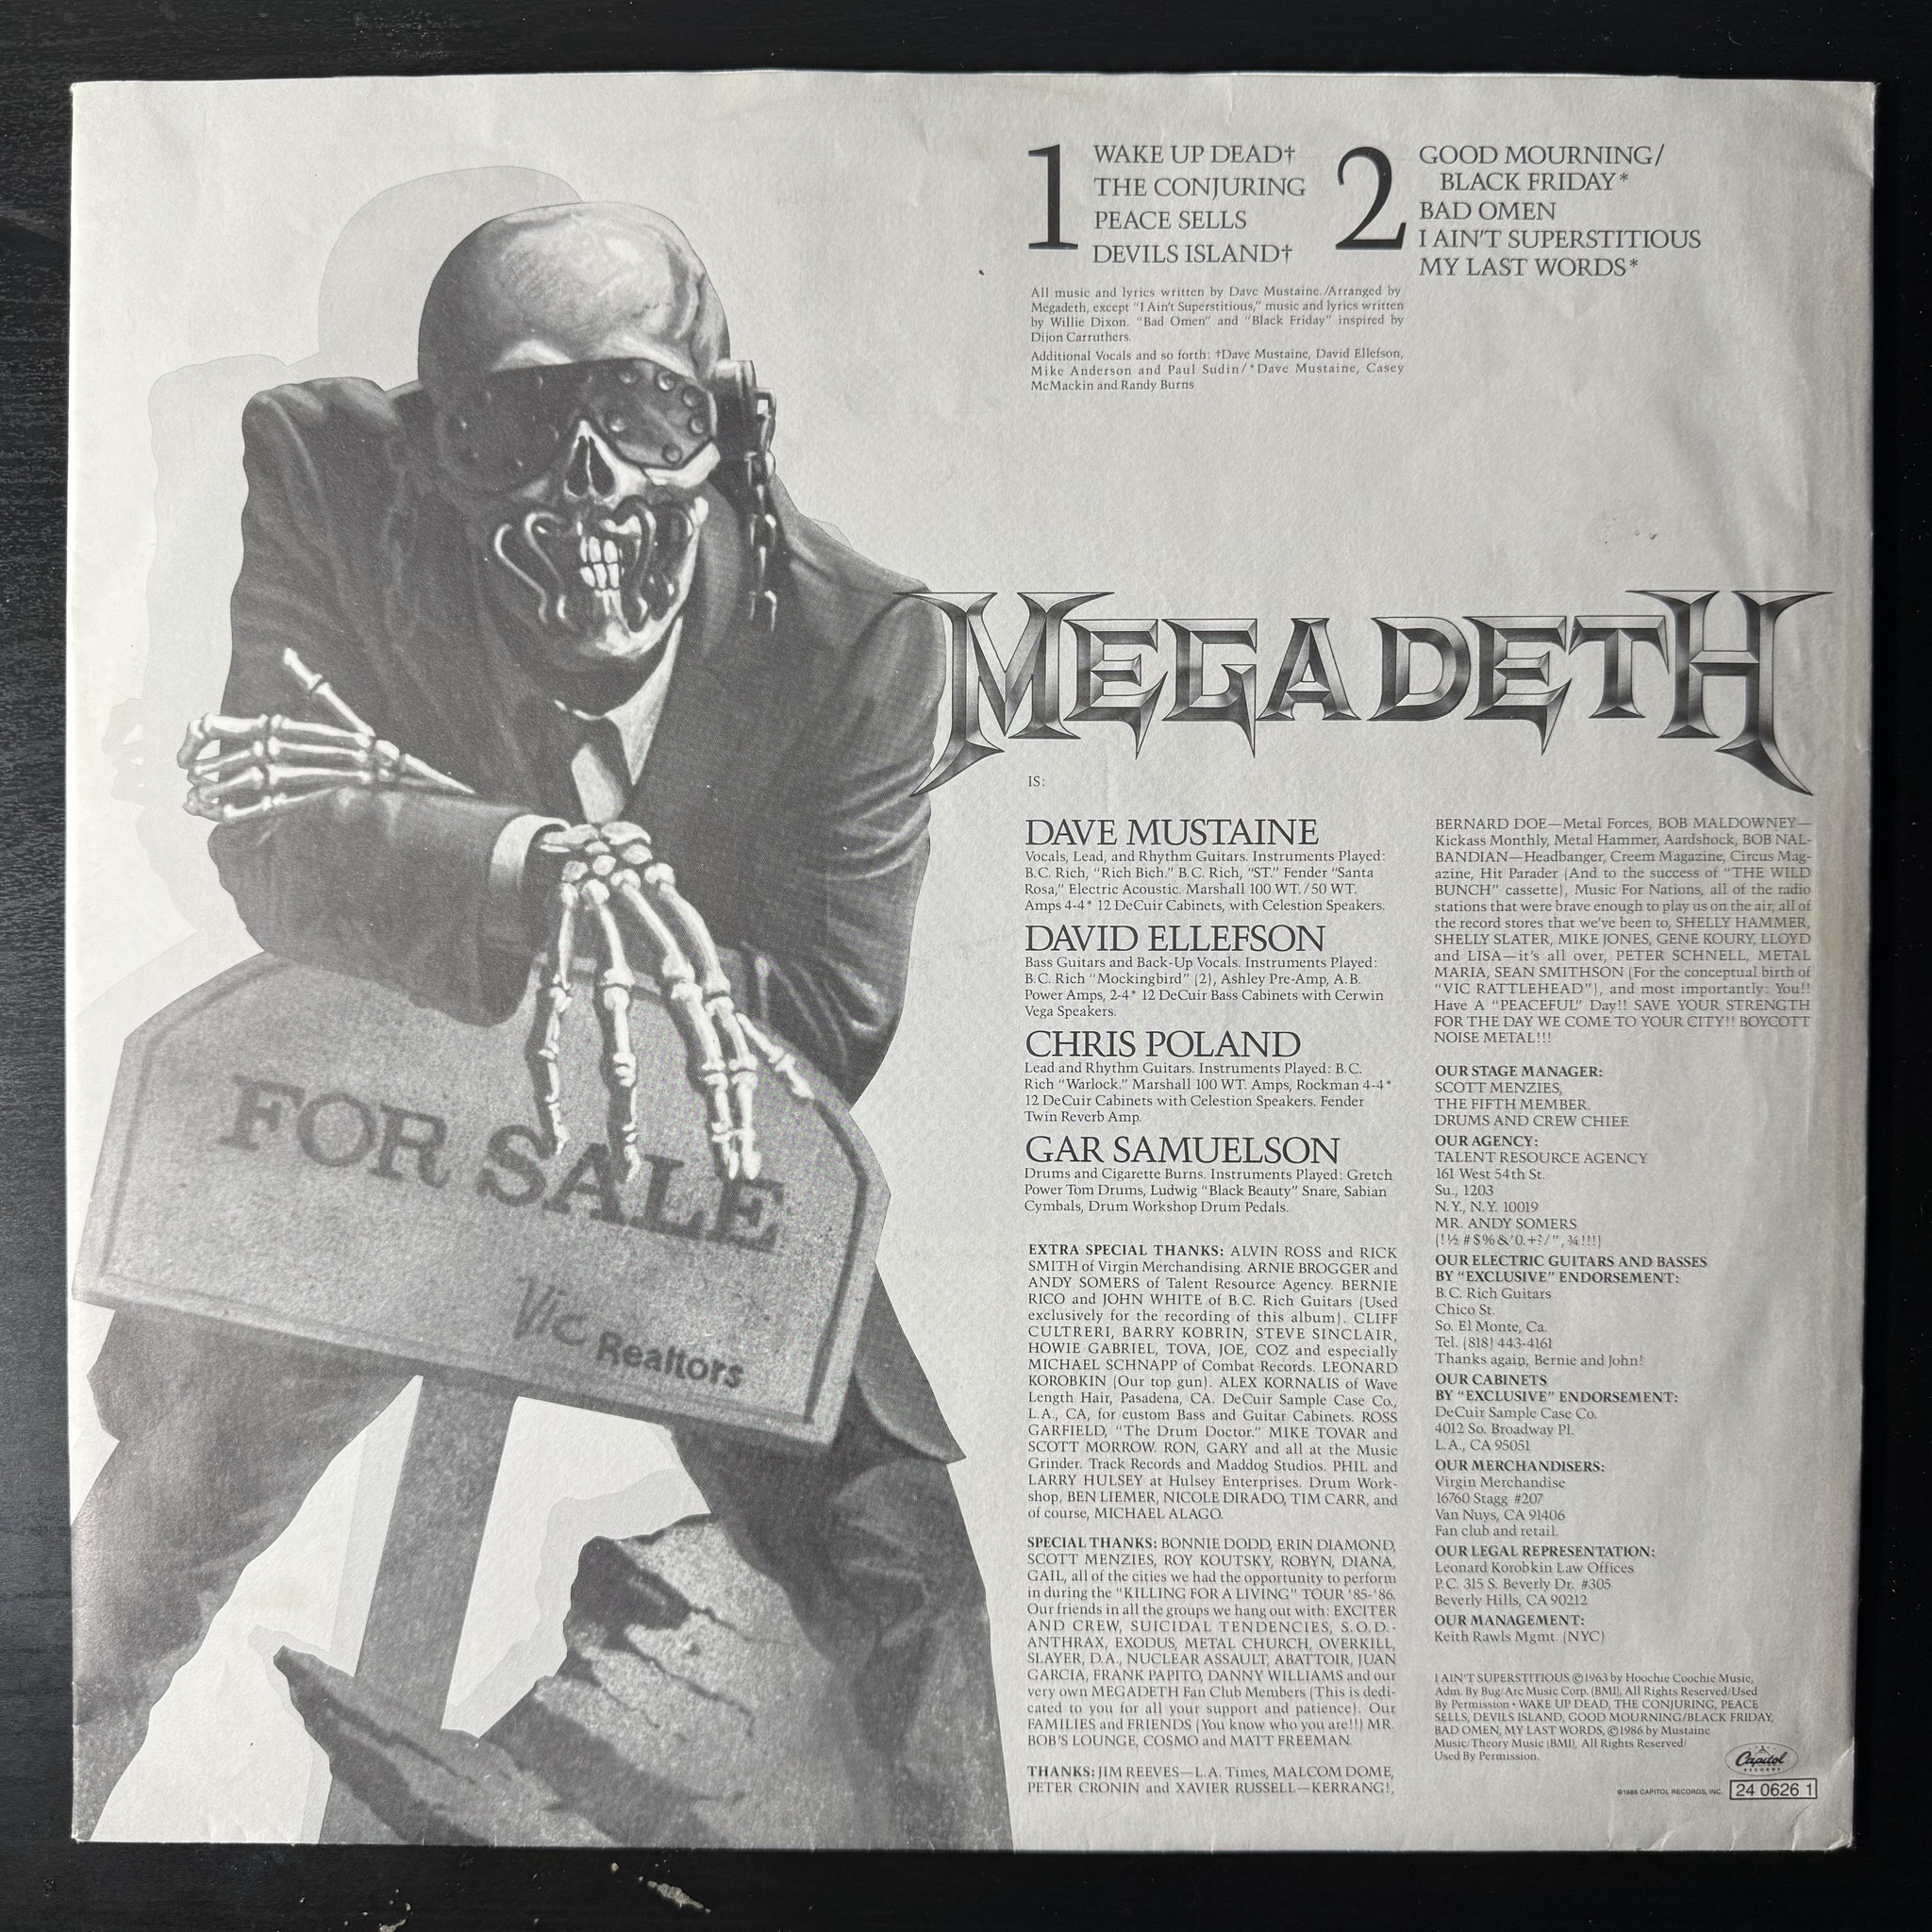 1
WAKE UP DEAD†
THE CONJURING
PEACE SELLS
DEVILS ISLAND†
2
GOOD MOURNING/
BLACK FRIDAY*
BAD OMEN
I AIN'T SUPERSTITIOUS
MY LAST WORDS*
All music and lyrics written by Dave Mustaine./Arranged by
Megadeth, except "I Ain't Superstitious," music and lyrics written
by Willie Dixon. "Bad Omen" and "Black Friday" inspired by
Dijon Carruthers.
Additional Vocals and so forth: †Dave Mustaine, David Ellefson,
Mike Anderson and Paul Sudin/*Dave Mustaine, Casey
McMackin and Randy Burns
MEGADETH
IS:
DAVE MUSTAINE
Vocals, Lead, and Rhythm Guitars. Instruments Played:
B.C. Rich, "Rich Bich." B.C. Rich, "ST." Fender "Santa
Rosa," Electric Acoustic. Marshall 100 WT./50 WT.
Amps 4-4* 12 DeCuir Cabinets, with Celestion Speakers.
DAVID ELLEFSON
Bass Guitars and Back-Up Vocals. Instruments Played:
B.C. Rich "Mockingbird" (2), Ashley Pre-Amp, A.B.
Power Amps, 2-4* 12 DeCuir Bass Cabinets with Cerwin
Vega Speakers.
CHRIS POLAND
Lead and Rhythm Guitars. Instruments Played: B.C.
Rich "Warlock." Marshall 100 WT. Amps, Rockman 4-4*
12 DeCuir Cabinets with Celestion Speakers. Fender
Twin Reverb Amp.
GAR SAMUELSON
Drums and Cigarette Burns. Instruments Played: Gretch
Power Tom Drums, Ludwig "Black Beauty" Snare, Sabian
Cymbals, Drum Workshop Drum Pedals.
EXTRA SPECIAL THANKS: ALVIN ROSS and RICK
SMITH of Virgin Merchandising. ARNIE BROGGER and
ANDY SOMERS of Talent Resource Agency. BERNIE
RICO and JOHN WHITE of B.C. Rich Guitars (Used
exclusively for the recording of this album). CLIFF
CULTRERI, BARRY KOBRIN, STEVE SINCLAIR,
HOWIE GABRIEL, TOVA, JOE, COZ and especially
MICHAEL SCHNAPP of Combat Records. LEONARD
KOROBKIN (Our top gun). ALEX KORNALIS of Wave
Length Hair, Pasadena, CA. DeCuir Sample Case Co.,
L.A., CA, for custom Bass and Guitar Cabinets. ROSS
GARFIELD, "The Drum Doctor." MIKE TOVAR and
SCOTT MORROW. RON, GARY and all at the Music
Grinder. Track Records and Maddog Studios. PHIL and
LARRY HULSEY at Hulsey Enterprises. Drum Work-
shop, BEN LIEMER, NICOLE DIRADO, TIM CARR, and
of course, MICHAEL ALAGO.
SPECIAL THANKS: BONNIE DODD, ERIN DIAMOND,
SCOTT MENZIES, ROY KOUTSKY, ROBYN, DIANA,
GAIL, all of the cities we had the opportunity to perform
in during the "KILLING FOR A LIVING" TOUR '85-'86.
Our friends in all the groups we hang out with: EXCITER
AND CREW, SUICIDAL TENDENCIES, S.O.D.-
ANTHRAX, EXODUS, METAL CHURCH, OVERKILL,
SLAYER, D.A., NUCLEAR ASSAULT, ABATTOIR, JUAN
GARCIA, FRANK PAPITO, DANNY WILLIAMS and our
very own MEGADETH Fan Club Members (This is dedi-
cated to you for all your support and patience). Our
FAMILIES and FRIENDS (You know who you are!!) MR.
BOB'S LOUNGE, COSMO and MATT FREEMAN.
THANKS: JIM REEVES—L.A. Times, MALCOM DOME,
PETER CRONIN and XAVIER RUSSELL—KERRANG!,
BERNARD DOE—Metal Forces, BOB MALDOWNEY—
Kickass Monthly, Metal Hammer, Aardshock, BOB NAL-
BANDIAN—Headbanger, Creem Magazine, Circus Mag-
azine, Hit Parader (And to the success of "THE WILD
BUNCH" cassette), Music For Nations, all of the radio
stations that were brave enough to play us on the air, all of
the record stores that we've been to, SHELLY HAMMER,
SHELLY SLATER, MIKE JONES, GENE KOURY, LLOYD
and LISA—it's all over, PETER SCHNELL, METAL
MARIA, SEAN SMITHSON (For the conceptual birth of
"VIC RATTLEHEAD"), and most importantly: You!!
Have A "PEACEFUL" Day!! SAVE YOUR STRENGTH
FOR THE DAY WE COME TO YOUR CITY!! BOYCOTT
NOISE METAL!!!
OUR STAGE MANAGER:
SCOTT MENZIES,
THE FIFTH MEMBER.
DRUMS AND CREW CHIEF.
OUR AGENCY:
TALENT RESOURCE AGENCY
161 West 54th St.
Su., 1203
N.Y., N.Y. 10019
MR. ANDY SOMERS
(!½ #$%&'0.+?/", ¾!!!)
OUR ELECTRIC GUITARS AND BASSES
BY "EXCLUSIVE" ENDORSEMENT:
B.C. Rich Guitars
Chico St.
So. El Monte, Ca.
Tel. (818) 443-4161
Thanks again, Bernie and John!
OUR CABINETS
BY "EXCLUSIVE" ENDORSEMENT:
DeCuir Sample Case Co.
4012 So. Broadway Pl.
L.A., CA 95051
OUR MERCHANDISERS:
Virgin Merchandise
16760 Stagg #207
Van Nuys, CA 91406
Fan club and retail.
OUR LEGAL REPRESENTATION:
Leonard Korobkin Law Offices
P.C. 315 S. Beverly Dr. #305
Beverly Hills, CA 90212
OUR MANAGEMENT:
Keith Rawls Mgmt. (NYC)
I AIN'T SUPERSTITIOUS ©1963 by Hoochie Coochie Music,
Adm. By Bug/Arc Music Corp. (BMI), All Rights Reserved/Used
By Permission • WAKE UP DEAD, THE CONJURING, PEACE
SELLS, DEVILS ISLAND, GOOD MOURNING/BLACK FRIDAY,
BAD OMEN, MY LAST WORDS, ©1986 by Mustaine
Music/Theory Music (BMI), All Rights Reserved/
Used By Permission.
Capitol
RECORDS
©1986 CAPITOL RECORDS, INC.
24 0626 1
FOR SALE
Vic Realtors